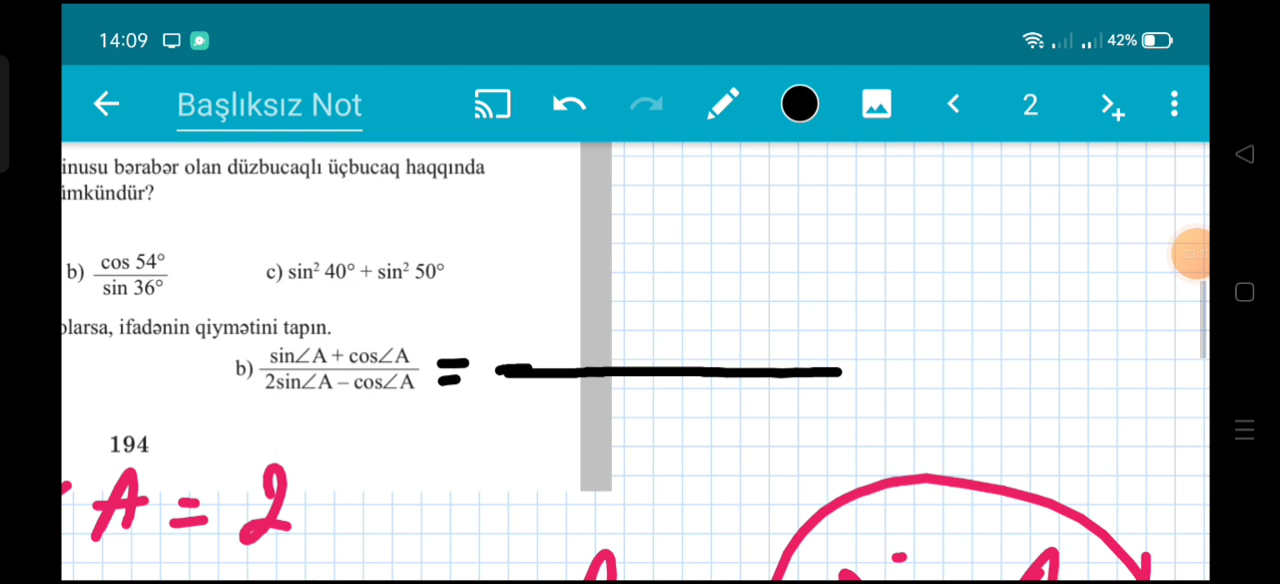 14:09 42%
Başlıksız Not 2
inusu bərabər olan düzbucaqlı üçbucaq haqqında
imkündür?
b) cos 54° / sin 36° c) sin² 40° + sin² 50°
olarsa, ifadənin qiymətini tapın.
b) sin∠A + cos∠A / 2sin∠A – cos∠A =
194
A = 2